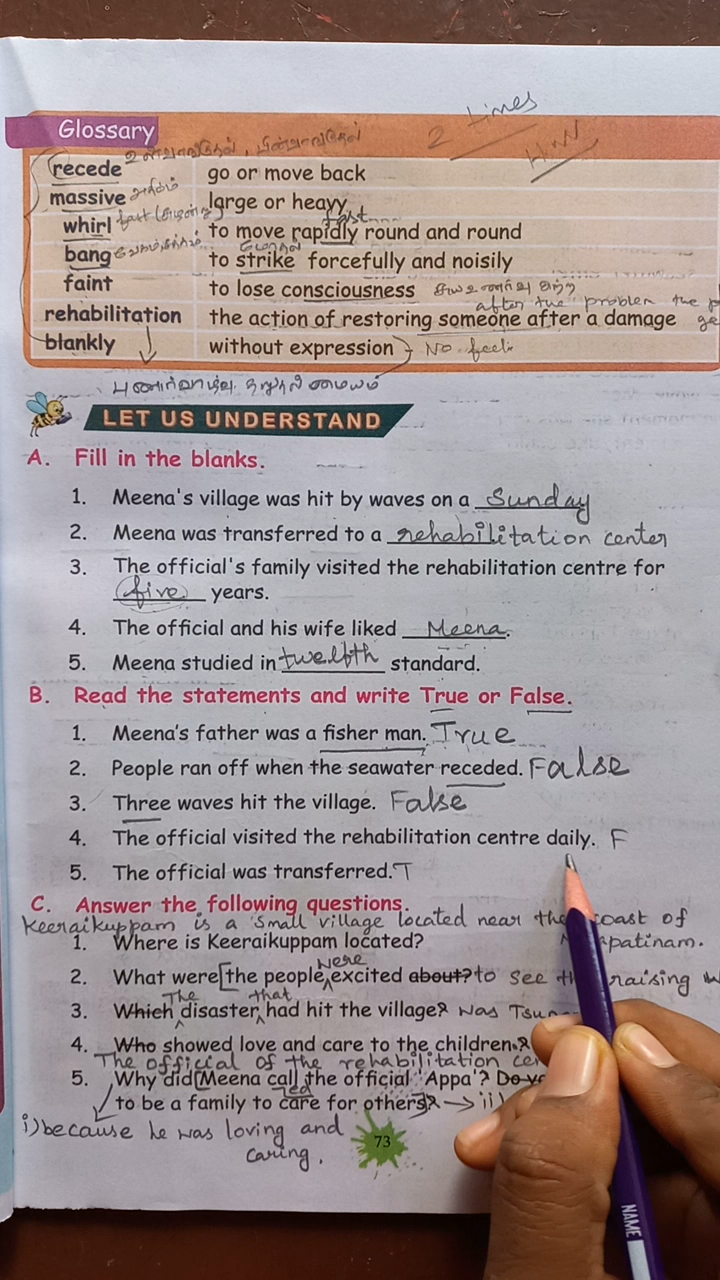 2 times
H.W
Glossary
recede go or move back
massive அதிகம் large or heavy
fast
whirl fast to move rapidly round and round
bang to strike forcefully and noisily
faint to lose consciousness
after the problem the
rehabilitation the action of restoring someone after a damage
blankly without expression No feel
LET US UNDERSTAND
A. Fill in the blanks.
1. Meena's village was hit by waves on a Sunday
2. Meena was transferred to a rehabilitation center
3. The official's family visited the rehabilitation centre for
five years.
4. The official and his wife liked Meena.
5. Meena studied in twelfth standard.
B. Read the statements and write True or False.
1. Meena's father was a fisher man. True
2. People ran off when the seawater receded. False
3. Three waves hit the village. False
4. The official visited the rehabilitation centre daily. F
5. The official was transferred. T
C. Answer the following questions.
Keeraikuppam is a small village located near the coast of
1. Where is Keeraikuppam located? patinam.
were
2. What were [the people excited about? to see raising
The that
3. Which disaster had hit the village? was
4. Who showed love and care to the children.?
The official of the rehabilitation
5. Why did [Meena call the official 'Appa'?
red
to be a family to care for others? → ii)
i) because he was loving and
caring.
73
NAME